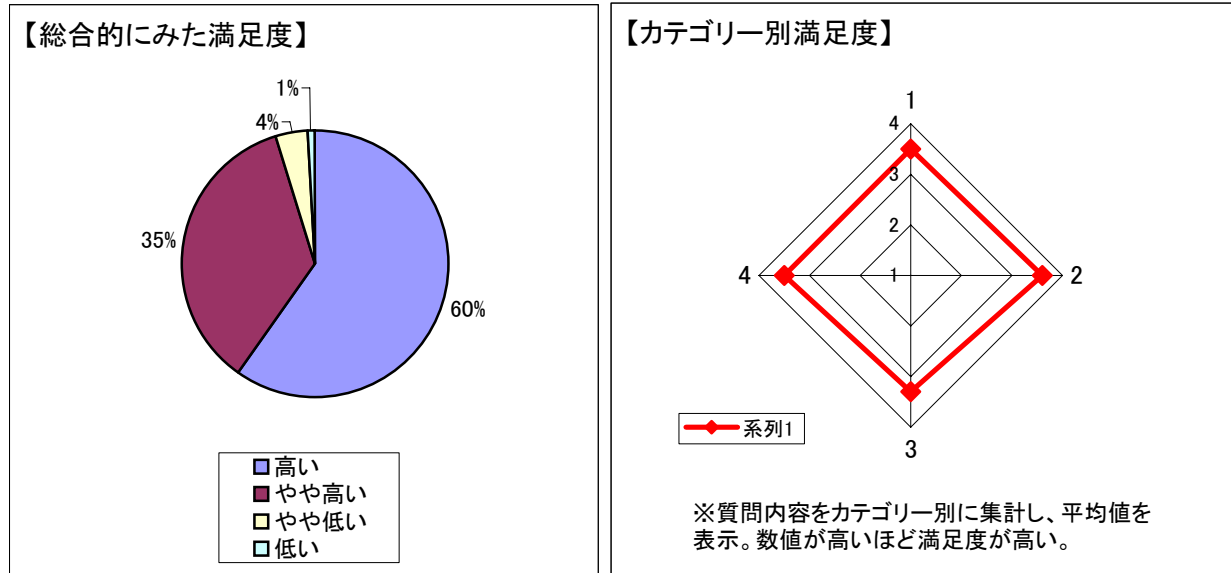 【総合的にみた満足度】
1%
4%
35%
60%
高い
やや高い
やや低い
低い
【カテゴリー別満足度】
1
4
3
2
4
1
2
系列1
3
※質問内容をカテゴリー別に集計し、平均値を
表示。数値が高いほど満足度が高い。